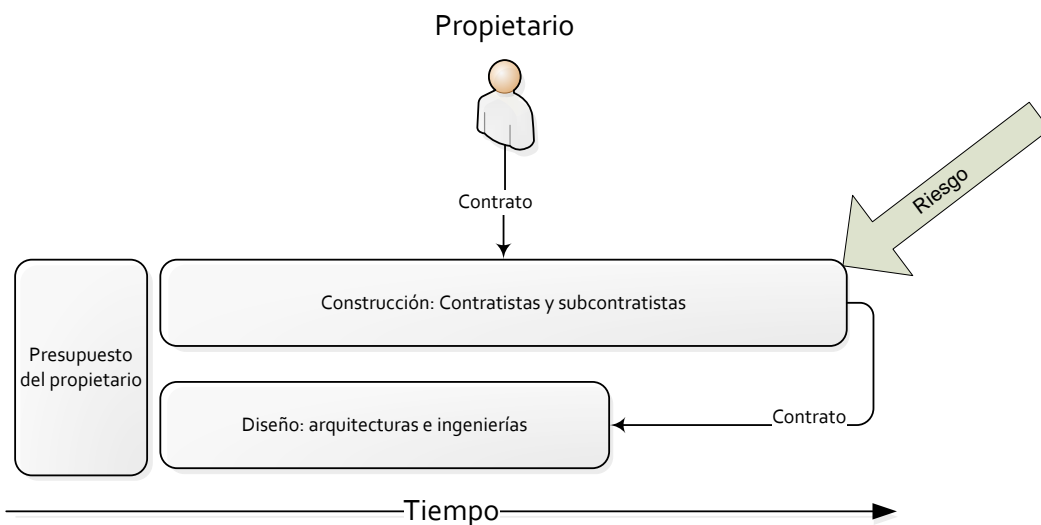 Propietario
Contrato
Riesgo
Construcción: Contratistas y subcontratistas
Presupuesto
del propietario
Diseño: arquitecturas e ingenierías
Contrato
Tiempo